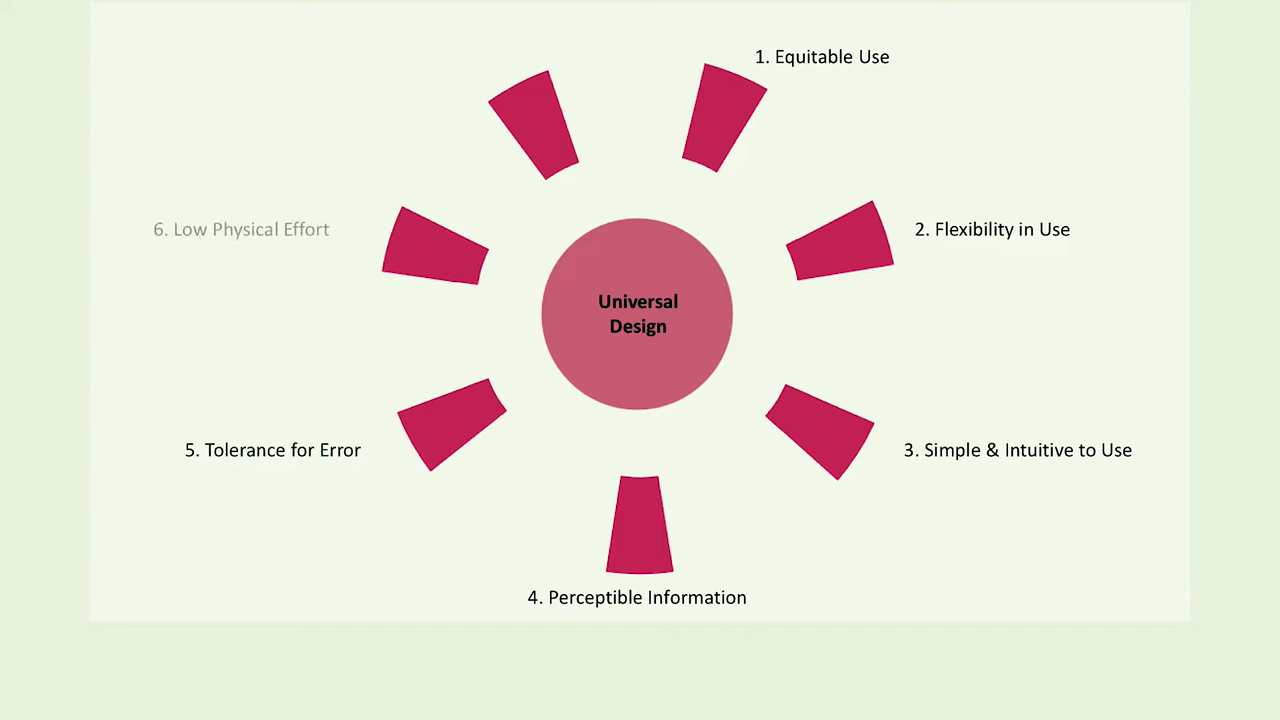 1. Equitable Use
6. Low Physical Effort
2. Flexibility in Use
Universal
Design
5. Tolerance for Error
3. Simple & Intuitive to Use
4. Perceptible Information